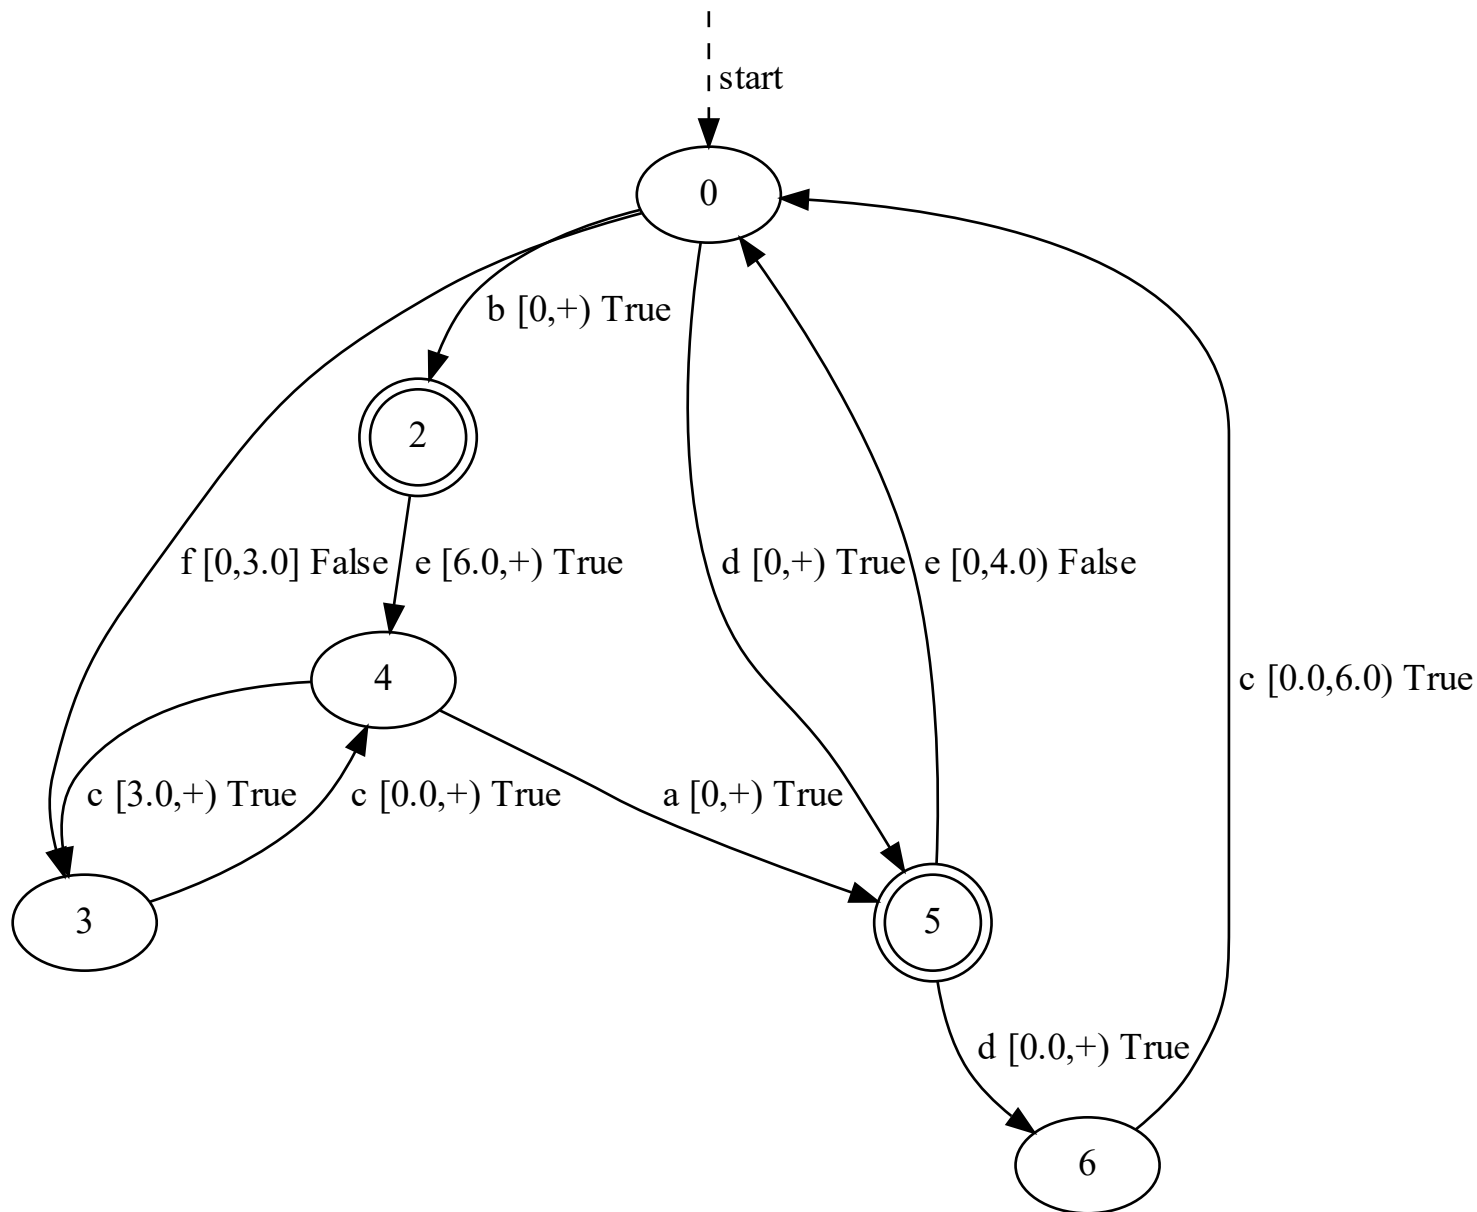 start
0
b [0,+) True
2
f [0,3.0] False
e [6.0,+) True
d [0,+) True
e [0,4.0) False
4
c [0.0,6.0) True
c [3.0,+) True
c [0.0,+) True
a [0,+) True
3
5
d [0.0,+) True
6